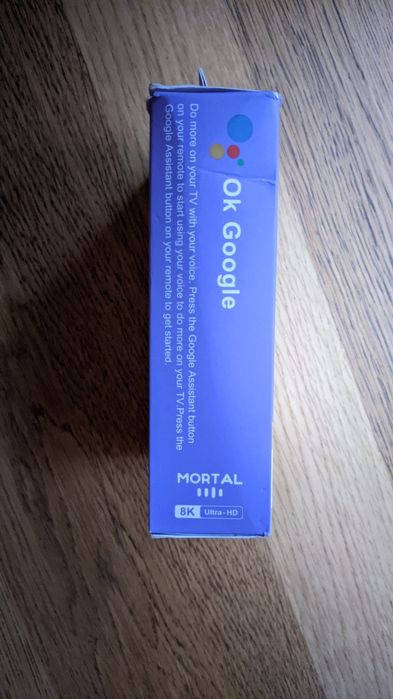 Ok Google
Do more on your TV with your voice. Press the Google Assistant button
on your remote to start using your voice to do more on your TV.Press the
Google Assistant button on your remote to get started.
MORTAL
8K Ultra-HD